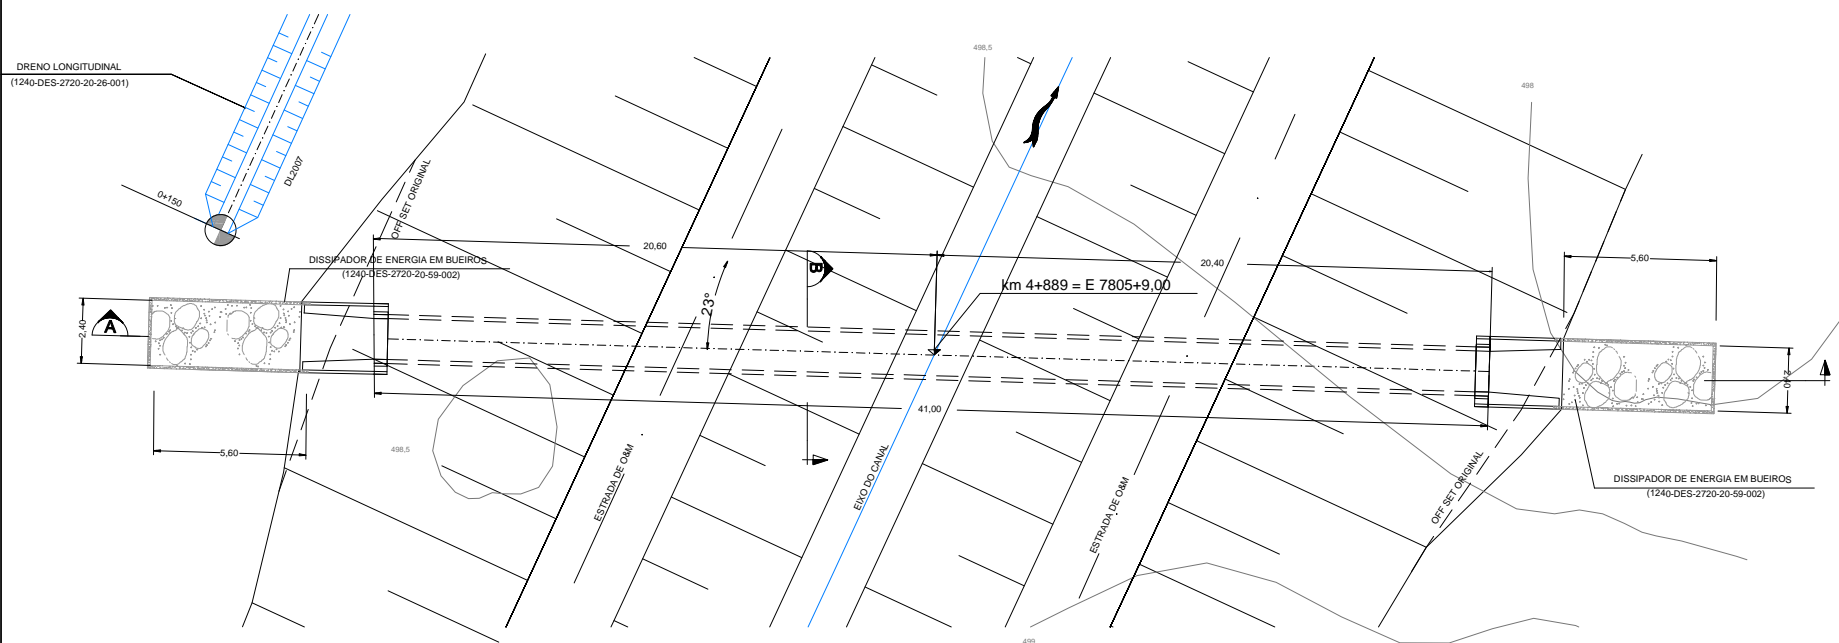 498,5
DRENO LONGITUDINAL
(1240-DES-2720-20-26-001)
498
DL2007
0+150
OFF SET ORIGINAL
20,60
DISSIPADOR DE ENERGIA EM BUEIROS
(1240-DES-2720-20-59-002)
B
20,40
5,60
km 4+889 = E 7805+9,00
23°
2,40
A
2,40
41,00
5,60
498,5
ESTRADA DE O&M
EIXO DO CANAL
ESTRADA DE O&M
OFF SET ORIGINAL
DISSIPADOR DE ENERGIA EM BUEIROS
(1240-DES-2720-20-59-002)
499